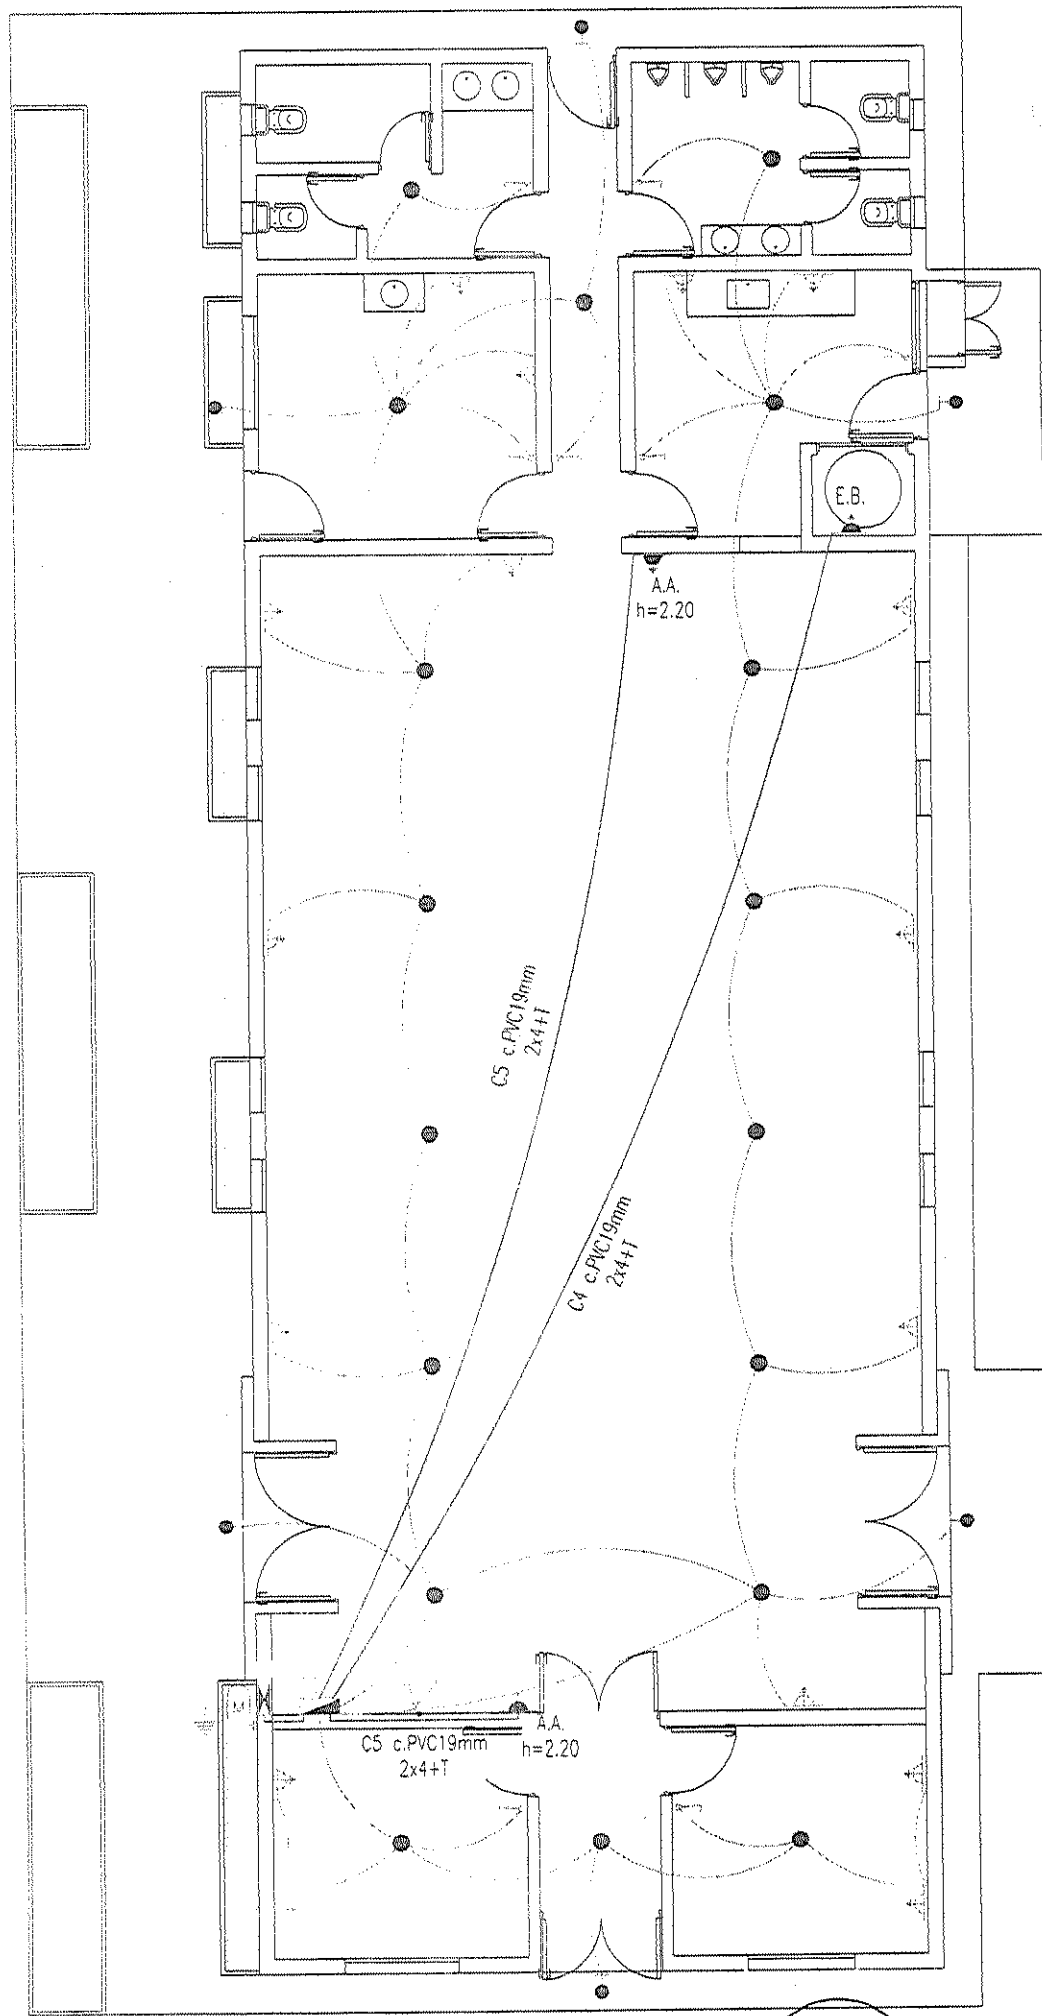 E.B.
A.A.
h=2.20
C5 c.PVC19mm
2x4+T
C4 c.PVC19mm
2x4+T
M
A.A.
h=2.20
C5 c.PVC19mm
2x4+T